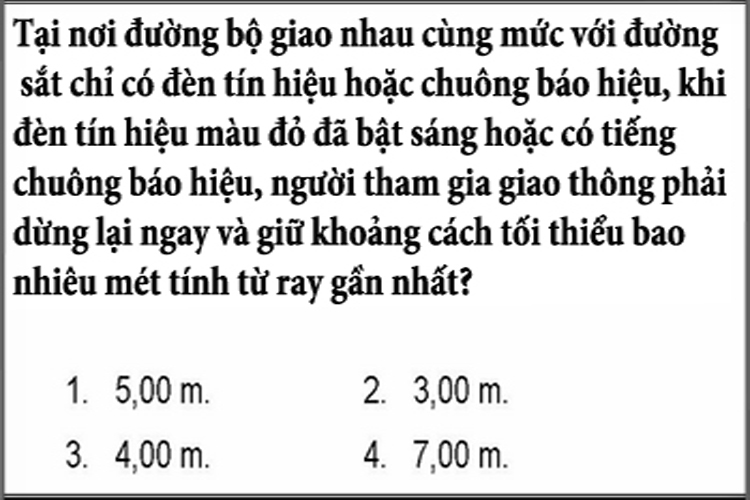 Tại nơi đường bộ giao nhau cùng mức với đường
sắt chỉ có đèn tín hiệu hoặc chuông báo hiệu, khi
đèn tín hiệu màu đỏ đã bật sáng hoặc có tiếng
chuông báo hiệu, người tham gia giao thông phải
dừng lại ngay và giữ khoảng cách tối thiểu bao
nhiêu mét tính từ ray gần nhất?
1. 5,00 m. 2. 3,00 m.
3. 4,00 m. 4. 7,00 m.